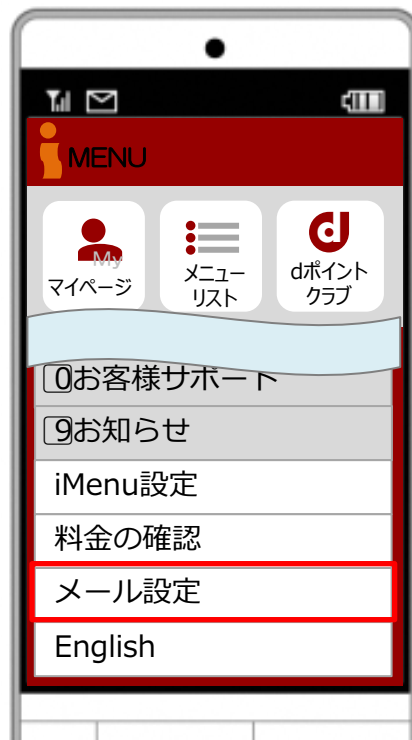 iMENU
My
マイページ
メニュー
リスト
dポイント
クラブ
0お客様サポート
9お知らせ
iMenu設定
料金の確認
メール設定
English